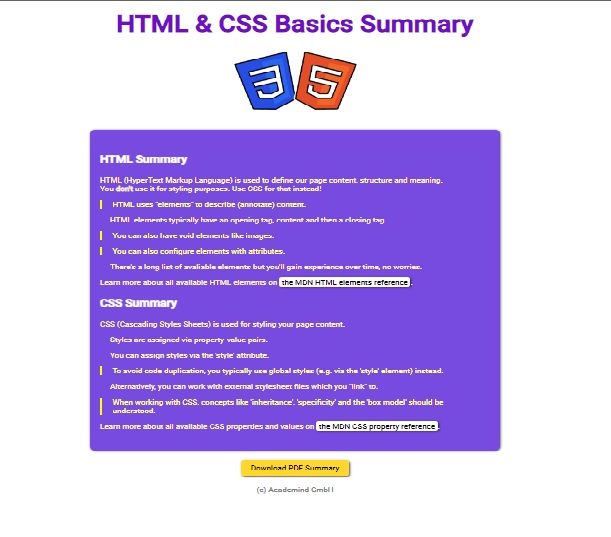 HTML & CSS Basics Summary
3 5
HTML Summary
HTML (HyperText Markup Language) is used to define our page content, structure and meaning.
You don't use it for styling purposes. Use CSS for that instead!
HTML uses "elements" to describe (annotate) content.
HTML elements typically have an opening tag, content and then a closing tag
You can also have void elements like images.
You can also configure elements with attributes.
There's a long list of available elements but you'll gain experience over time, no worries.
Learn more about all available HTML elements on the MDN HTML elements reference.
CSS Summary
CSS (Cascading Styles Sheets) is used for styling your page content.
Styles are assigned via property value pairs.
You can assign styles via the 'style' attribute.
To avoid code duplication, you typically use global styles (e.g. via the 'style' element) instead.
Alternatively, you can work with external stylesheet files which you "link" to.
When working with CSS, concepts like 'inheritance', 'specificity' and the 'box model' should be
understood.
Learn more about all available CSS properties and values on the MDN CSS property reference.
Download PDF Summary
(c) Academind GmbH